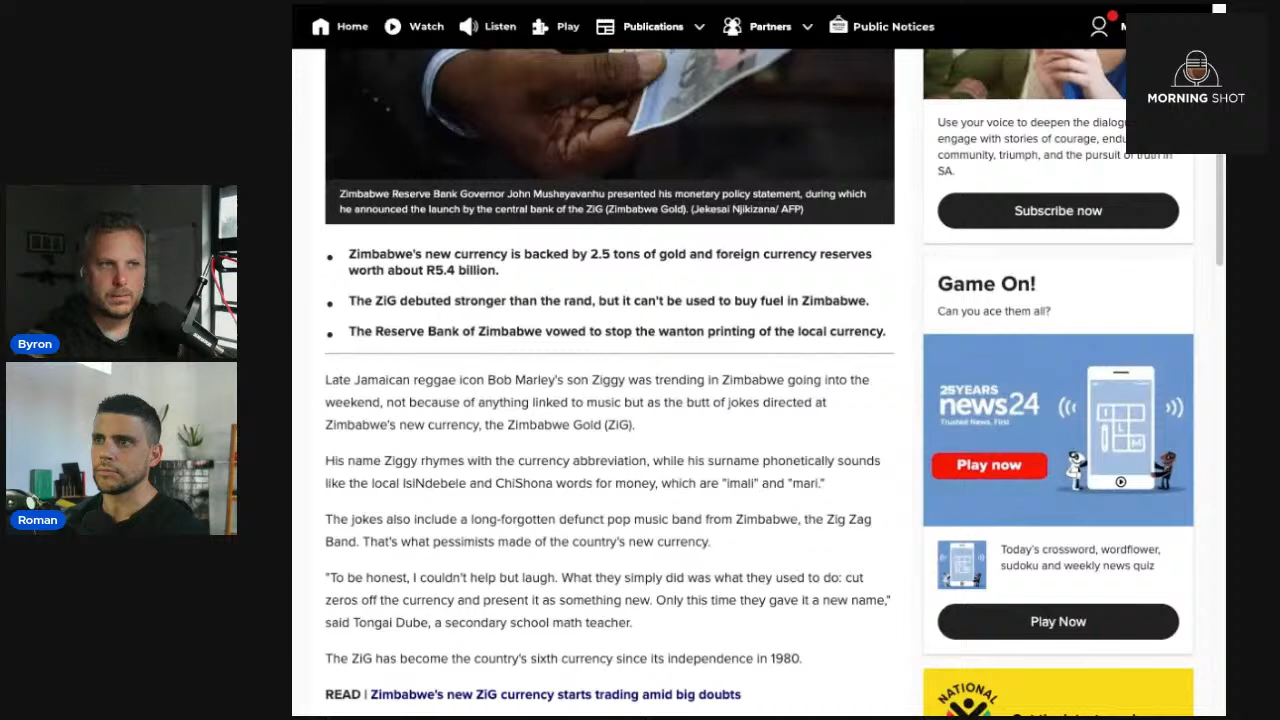 Home
Watch
Listen
Play
Publications
Partners
Public Notices
MORNING SHOT
Zimbabwe Reserve Bank Governor John Mushayavanhu presented his monetary policy statement, during which
he announced the launch by the central bank of the ZiG (Zimbabwe Gold). (Jekesai Njikizana/ AFP)
• Zimbabwe's new currency is backed by 2.5 tons of gold and foreign currency reserves
worth about R5.4 billion.
• The ZiG debuted stronger than the rand, but it can't be used to buy fuel in Zimbabwe.
• The Reserve Bank of Zimbabwe vowed to stop the wanton printing of the local currency.
Late Jamaican reggae icon Bob Marley's son Ziggy was trending in Zimbabwe going into the
weekend, not because of anything linked to music but as the butt of jokes directed at
Zimbabwe's new currency, the Zimbabwe Gold (ZiG).
His name Ziggy rhymes with the currency abbreviation, while his surname phonetically sounds
like the local IsiNdebele and ChiShona words for money, which are "imali" and "mari."
The jokes also include a long-forgotten defunct pop music band from Zimbabwe, the Zig Zag
Band. That's what pessimists made of the country's new currency.
"To be honest, I couldn't help but laugh. What they simply did was what they used to do: cut
zeros off the currency and present it as something new. Only this time they gave it a new name,"
said Tongai Dube, a secondary school math teacher.
The ZiG has become the country's sixth currency since its independence in 1980.
READ | Zimbabwe's new ZiG currency starts trading amid big doubts
Use your voice to deepen the
engage with stories of courage,
community, triumph, and the pursuit of truth in
SA.
Subscribe now
Game On!
Can you ace them all?
25YEARS
news24
Trusted News. First
Play now
Today's crossword, wordflower,
sudoku and weekly news quiz
Play Now
NATIONAL
Byron
Roman